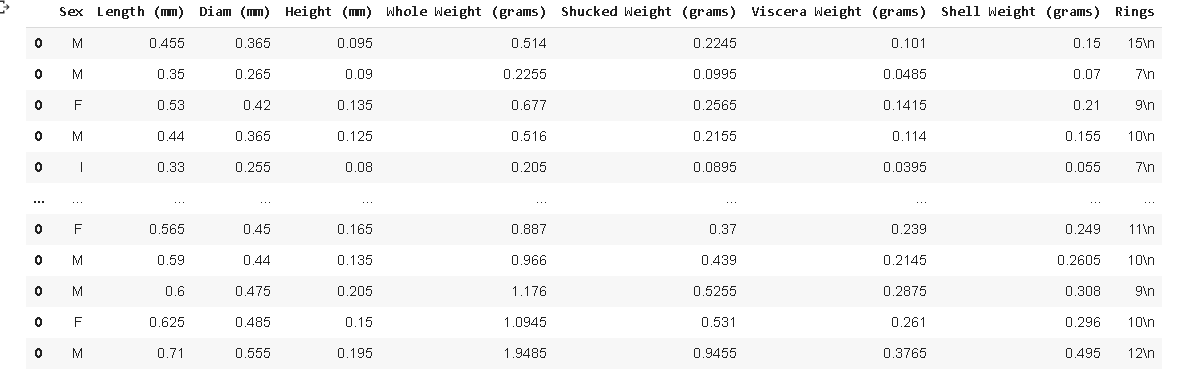 Sex Length (mm) Diam (mm) Height (mm) Whole Weight (grams) Shucked Weight (grams) Viscera Weight (grams) Shell Weight (grams) Rings
0 M 0.455 0.365 0.095 0.514 0.2245 0.101 0.15 15\n
0 M 0.35 0.265 0.09 0.2255 0.0995 0.0485 0.07 7\n
0 F 0.53 0.42 0.135 0.677 0.2565 0.1415 0.21 9\n
0 M 0.44 0.365 0.125 0.516 0.2155 0.114 0.155 10\n
0 I 0.33 0.255 0.08 0.205 0.0895 0.0395 0.055 7\n
... ... ... ... ... ... ... ... ... ...
0 F 0.565 0.45 0.165 0.887 0.37 0.239 0.249 11\n
0 M 0.59 0.44 0.135 0.966 0.439 0.2145 0.2605 10\n
0 M 0.6 0.475 0.205 1.176 0.5255 0.2875 0.308 9\n
0 F 0.625 0.485 0.15 1.0945 0.531 0.261 0.296 10\n
0 M 0.71 0.555 0.195 1.9485 0.9455 0.3765 0.495 12\n